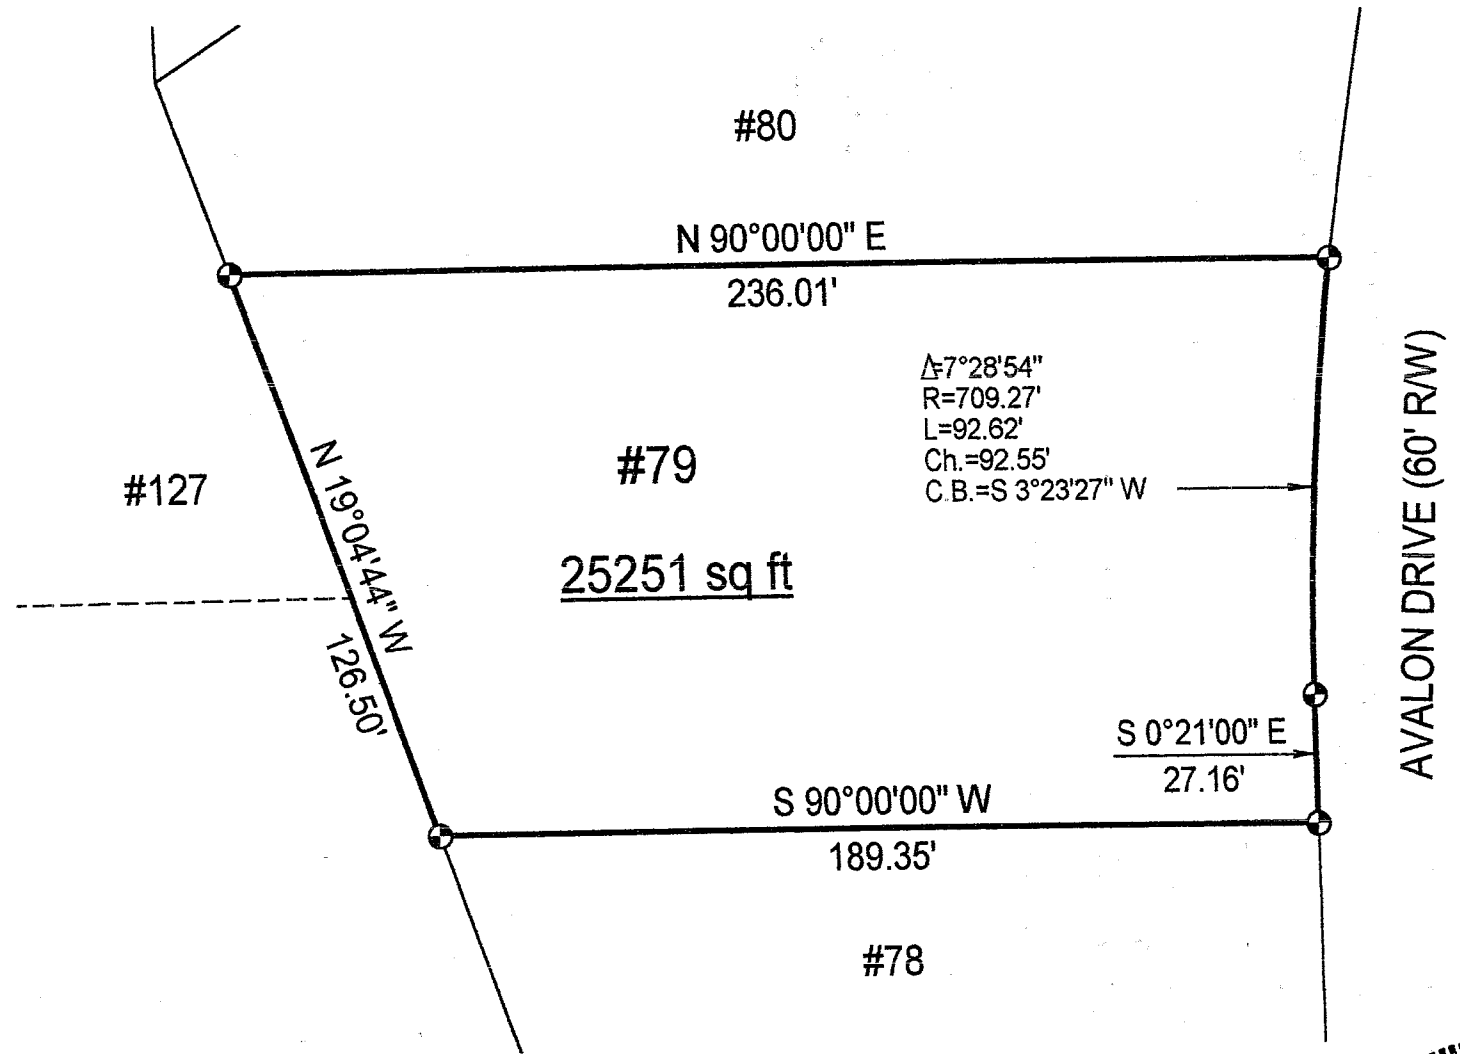 #80
N 90°00'00" E
236.01'
Δ=7°28'54"
R=709.27'
L=92.62'
Ch.=92.55'
C.B.=S 3°23'27" W
#79
#127
N 19°04'44" W
126.50'
25251 sq ft
AVALON DRIVE (60' R/W)
S 0°21'00" E
27.16'
S 90°00'00" W
189.35'
#78